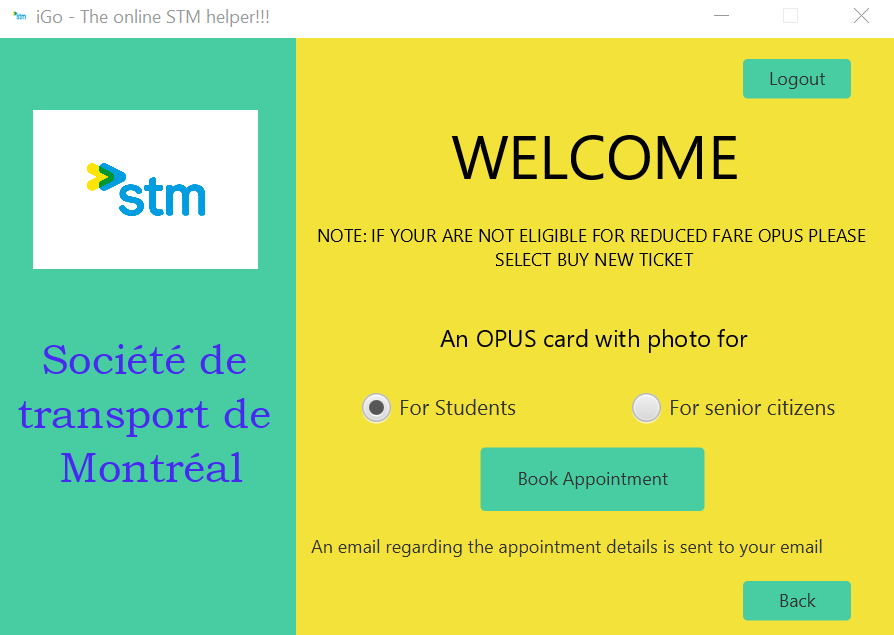 iGo - The online STM helper!!!
Logout
stm
WELCOME
NOTE: IF YOUR ARE NOT ELIGIBLE FOR REDUCED FARE OPUS PLEASE
SELECT BUY NEW TICKET
Société de
transport de
Montréal
An OPUS card with photo for
For Students
For senior citizens
Book Appointment
An email regarding the appointment details is sent to your email
Back